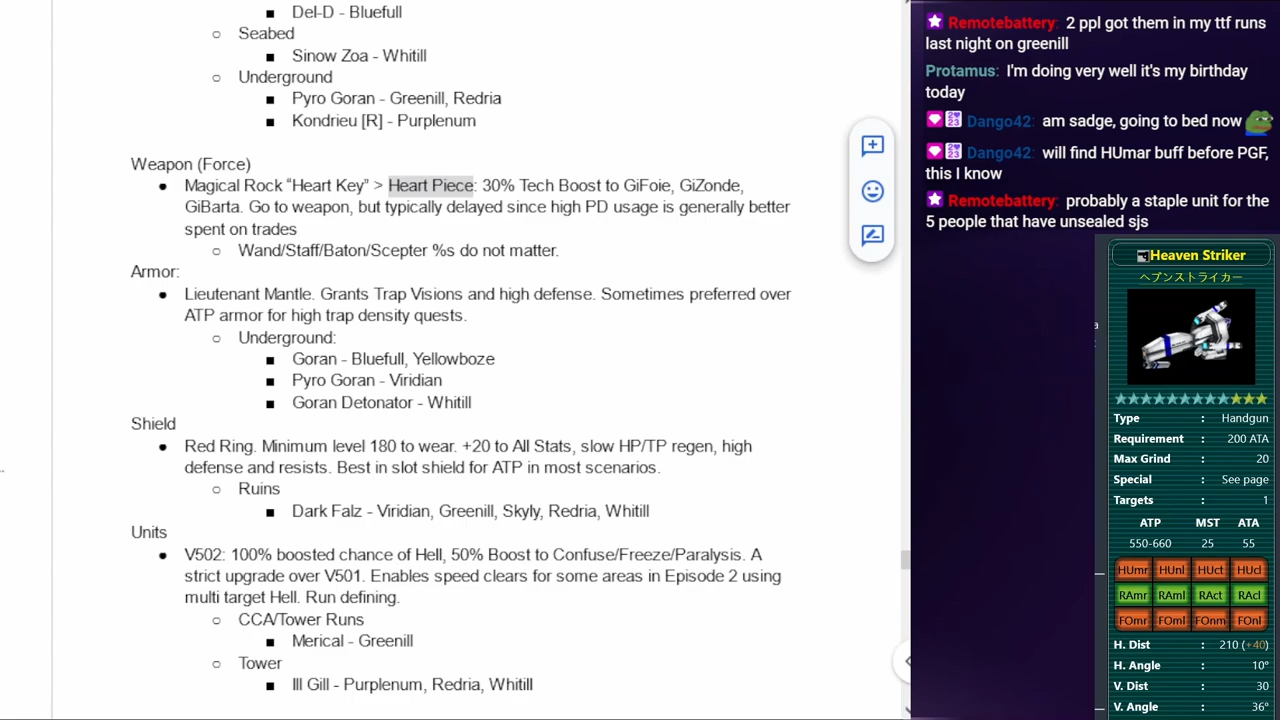 Del-D - Bluefull
Seabed
Sinow Zoa - Whitill
Underground
Pyro Goran - Greenill, Redria
Kondrieu [R] - Purplenum
Weapon (Force)
Magical Rock “Heart Key” > Heart Piece: 30% Tech Boost to GiFoie, GiZonde,
GiBarta. Go to weapon, but typically delayed since high PD usage is generally better
spent on trades
Wand/Staff/Baton/Scepter %s do not matter.
Armor:
Lieutenant Mantle. Grants Trap Visions and high defense. Sometimes preferred over
ATP armor for high trap density quests.
Underground:
Goran - Bluefull, Yellowboze
Pyro Goran - Viridian
Goran Detonator - Whitill
Shield
Red Ring. Minimum level 180 to wear. +20 to All Stats, slow HP/TP regen, high
defense and resists. Best in slot shield for ATP in most scenarios.
Ruins
Dark Falz - Viridian, Greenill, Skyly, Redria, Whitill
Units
V502: 100% boosted chance of Hell, 50% Boost to Confuse/Freeze/Paralysis. A
strict upgrade over V501. Enables speed clears for some areas in Episode 2 using
multi target Hell. Run defining.
CCA/Tower Runs
Merical - Greenill
Tower
Ill Gill - Purplenum, Redria, Whitill
Remotebattery: 2 ppl got them in my ttf runs
last night on greenill
Protamus: I'm doing very well it's my birthday
today
Dango42: am sadge, going to bed now
Dango42: will find HUmar buff before PGF,
this I know
Remotebattery: probably a staple unit for the
5 people that have unsealed sjs
Heaven Striker
ヘブンストライカー
Type : Handgun
Requirement : 200 ATA
Max Grind : 20
Special : See page
Targets : 1
ATP MST ATA
550-660 25 55
HUmr HUnl HUct HUcl
RAmr RAml RAct RAcl
FOmr FOml FOnm FOnl
H. Dist : 210 (+40)
H. Angle : 10°
V. Dist : 30
V. Angle : 36°